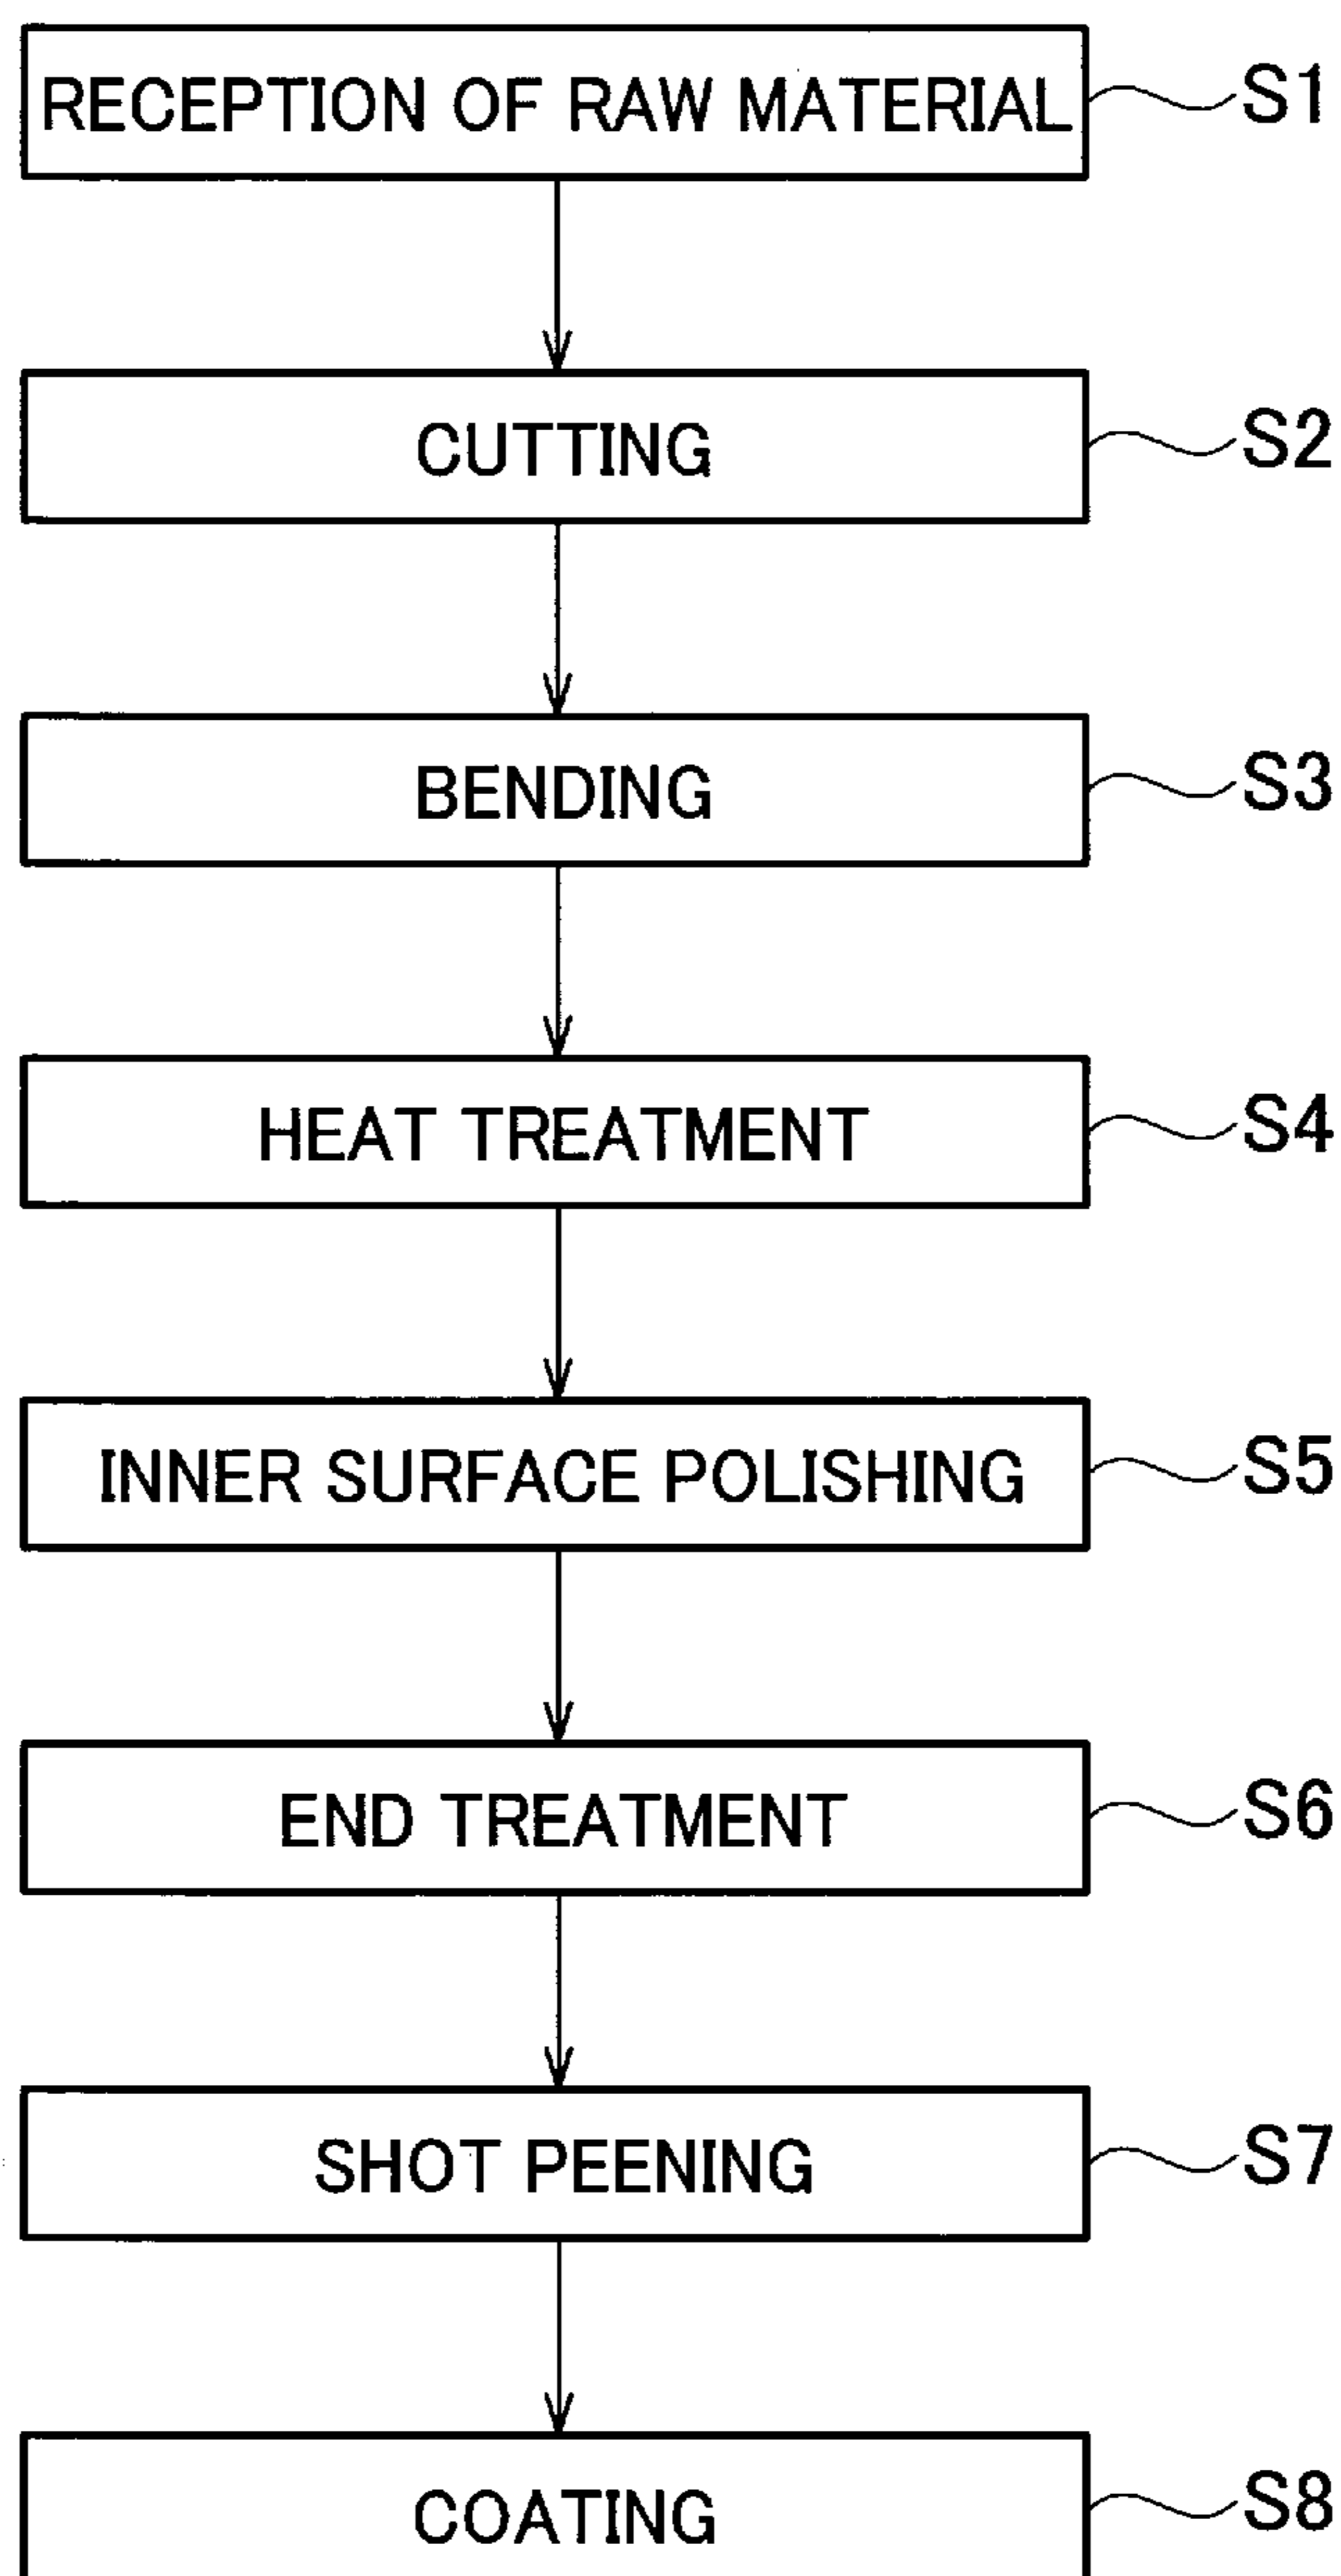 RECEPTION OF RAW MATERIAL S1
CUTTING S2
BENDING S3
HEAT TREATMENT S4
INNER SURFACE POLISHING S5
END TREATMENT S6
SHOT PEENING S7
COATING S8